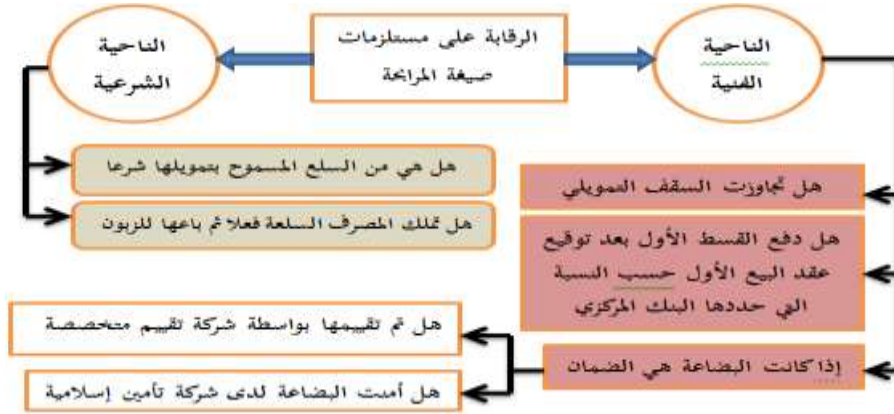 الرقابة على مستلزمات
صيغة المرابحة
الناحية
الفنية
الناحية
الشرعية
هل تجاوزت السقف التمويلي
هل دفع القسط الأول بعد توقيع
عقد البيع الأول حسب النسبة
التي حددها البنك المركزي
إذا كانت البضاعة هي الضمان
هل تم تقييمها بواسطة شركة تقييم متخصصة
هل أمنت البضاعة لدى شركة تأمين إسلامية
هل هي من السلع المسموح بتمويلها شرعا
هل تملك المصرف السلعة فعلا ثم باعها للزبون